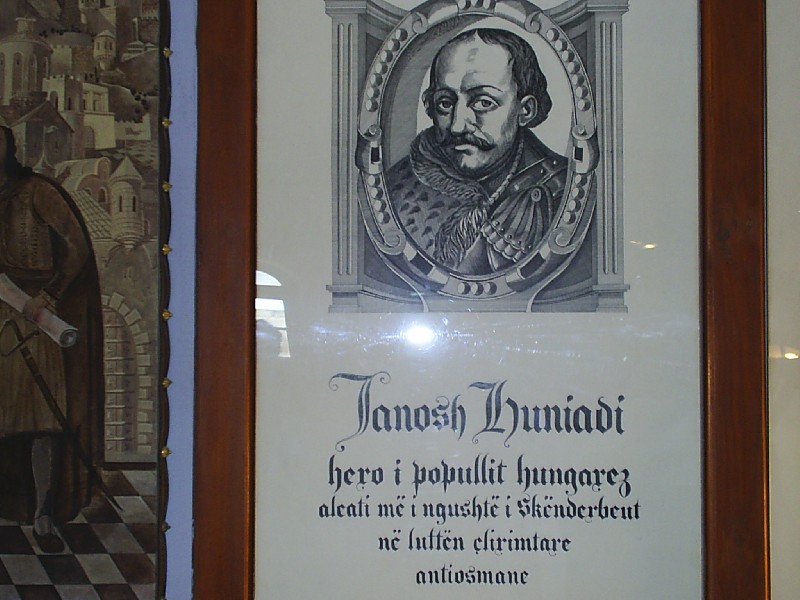 Janosh Huniadi
hero i popullit hungarez
aleati më i ngushtë i Skënderbeut
në luftën çlirimtare
antiosmane